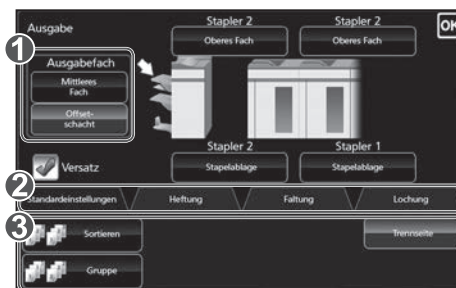 Ausgabe
Stapler 2
Stapler 2
OK
Oberes Fach
Oberes Fach
1
Ausgabefach
Mittleres
Fach
Offset-
schacht
Stapler 2
Stapler 1
Versatz
Stapelablage
Stapelablage
2
Standardeinstellungen
Heftung
Faltung
Lochung
3
Sortieren
Trennseite
Gruppe